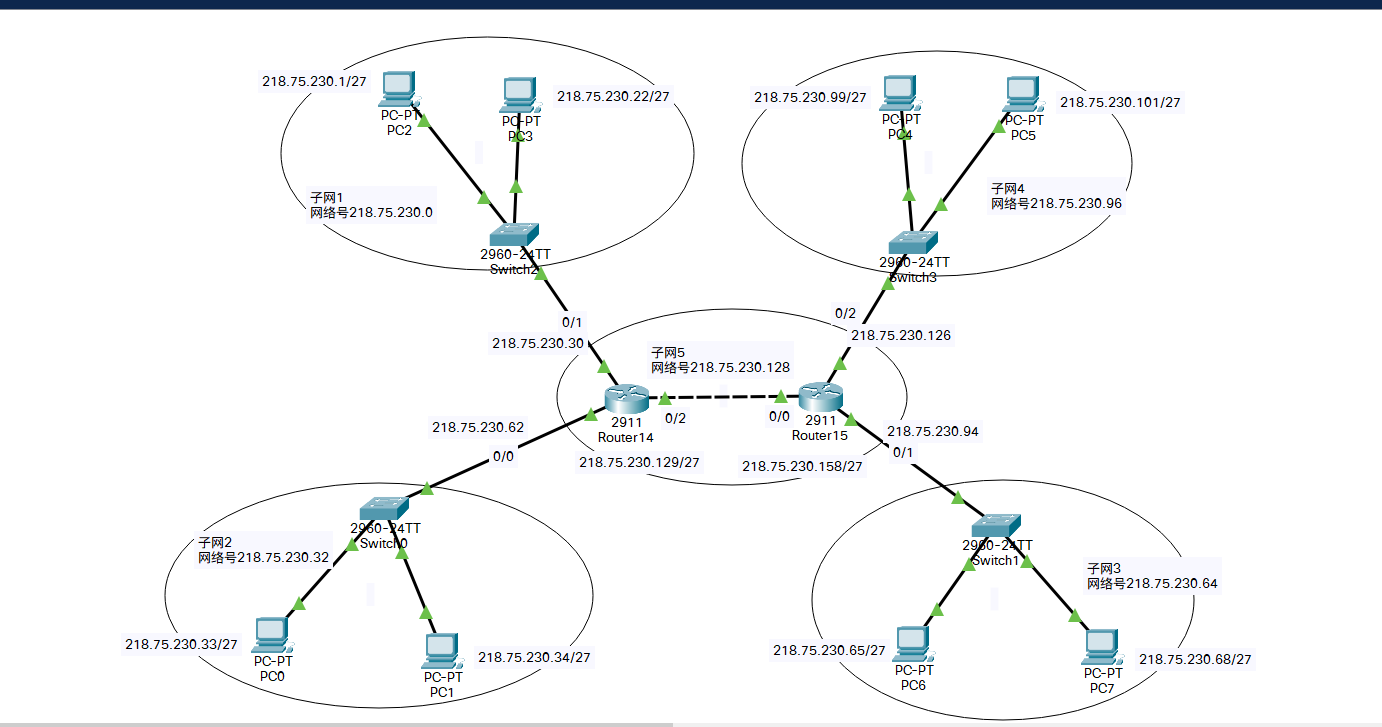 218.75.230.1/27
PC-PT
PC2
218.75.230.22/27
PC-PT
PC3
子网1
网络号218.75.230.0
2960-24TT
Switch2
218.75.230.99/27
PC-PT
PC4
218.75.230.101/27
PC-PT
PC5
子网4
网络号218.75.230.96
2960-24TT
Switch3
0/1
218.75.230.30
0/2
218.75.230.126
子网5
网络号218.75.230.128
2911
Router14
0/2
0/0
2911
Router15
218.75.230.129/27
218.75.230.158/27
218.75.230.62
0/0
218.75.230.94
0/1
2960-24TT
Switch0
子网2
网络号218.75.230.32
218.75.230.33/27
PC-PT
PC0
218.75.230.34/27
PC-PT
PC1
2960-24TT
Switch1
子网3
网络号218.75.230.64
218.75.230.65/27
PC-PT
PC6
218.75.230.68/27
PC-PT
PC7